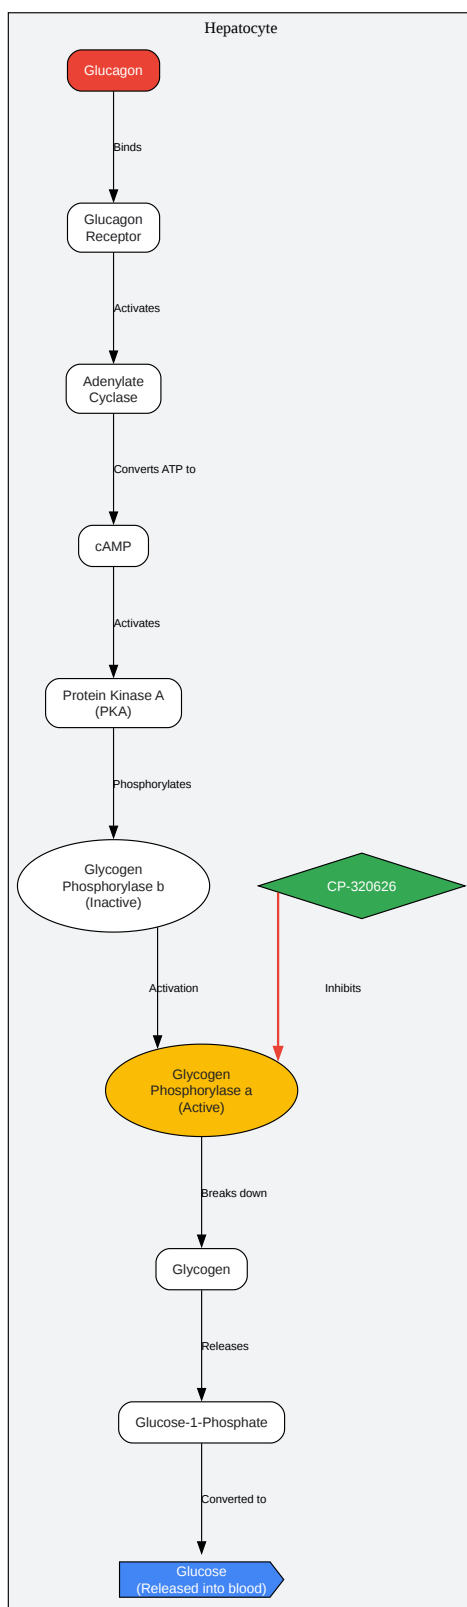 Hepatocyte
Glucagon
Binds
Glucagon
Receptor
Activates
Adenylate
Cyclase
Converts ATP to
cAMP
Activates
Protein Kinase A
(PKA)
Phosphorylates
Glycogen
Phosphorylase b
(Inactive)
CP-320626
Activation
Inhibits
Glycogen
Phosphorylase a
(Active)
Breaks down
Glycogen
Releases
Glucose-1-Phosphate
Converted to
Glucose
(Released into blood)